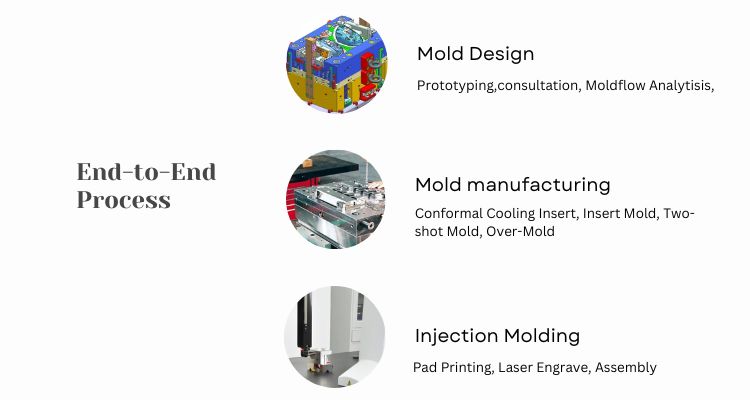 End-to-End
Process
Mold Design
Prototyping,consultation, Moldflow Analytisis,
Mold manufacturing
Conformal Cooling Insert, Insert Mold, Two-
shot Mold, Over-Mold
Injection Molding
Pad Printing, Laser Engrave, Assembly